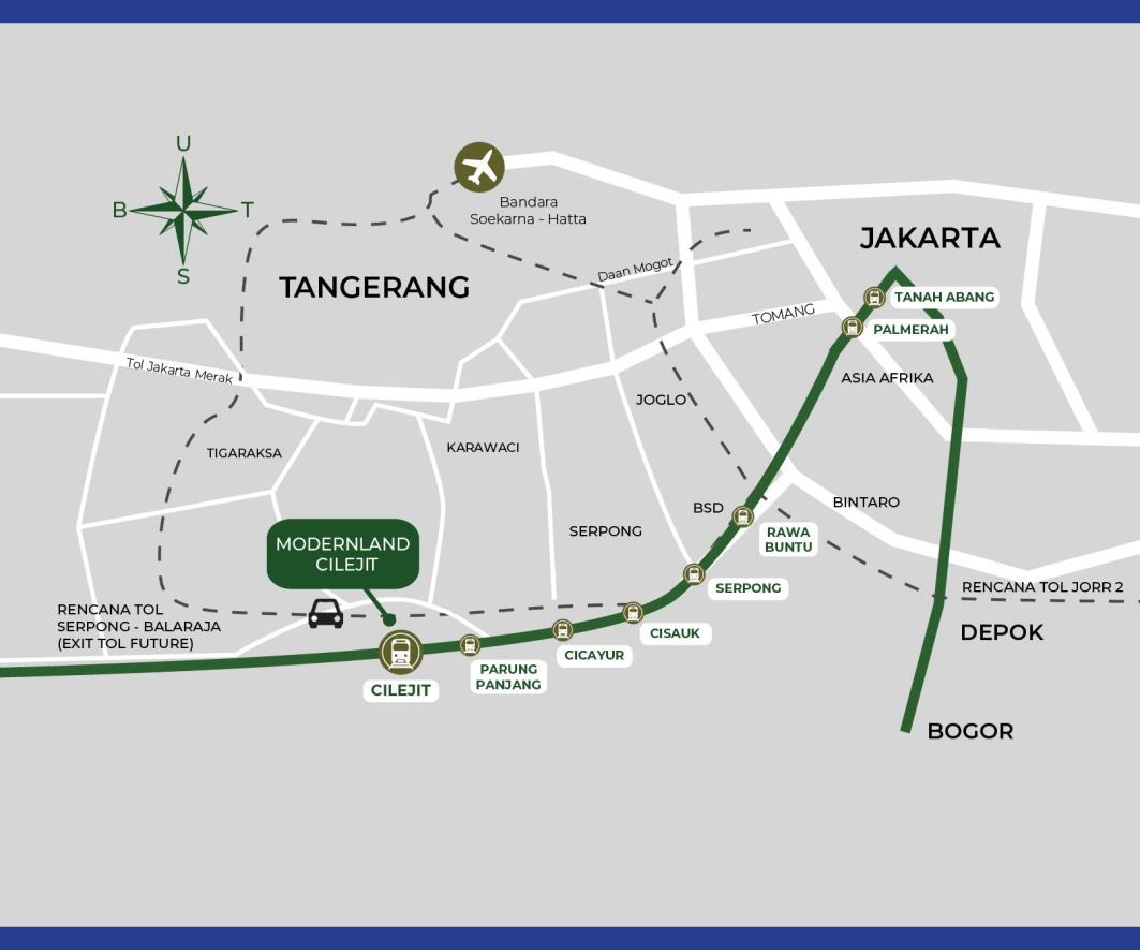 U
B
T
S
Bandara
Soekarna - Hatta
JAKARTA
TANGERANG
Daan Mogot
TANAH ABANG
TOMANG
PALMERAH
Tol Jakarta Merak
ASIA AFRIKA
JOGLO
TIGARAKSA
KARAWACI
BSD
BINTARO
SERPONG
RAWA
BUNTU
MODERNLAND
CILEJIT
SERPONG
RENCANA TOL JORR 2
RENCANA TOL
SERPONG - BALARAJA
(EXIT TOL FUTURE)
CISAUK
DEPOK
CICAYUR
PARUNG
PANJANG
CILEJIT
BOGOR